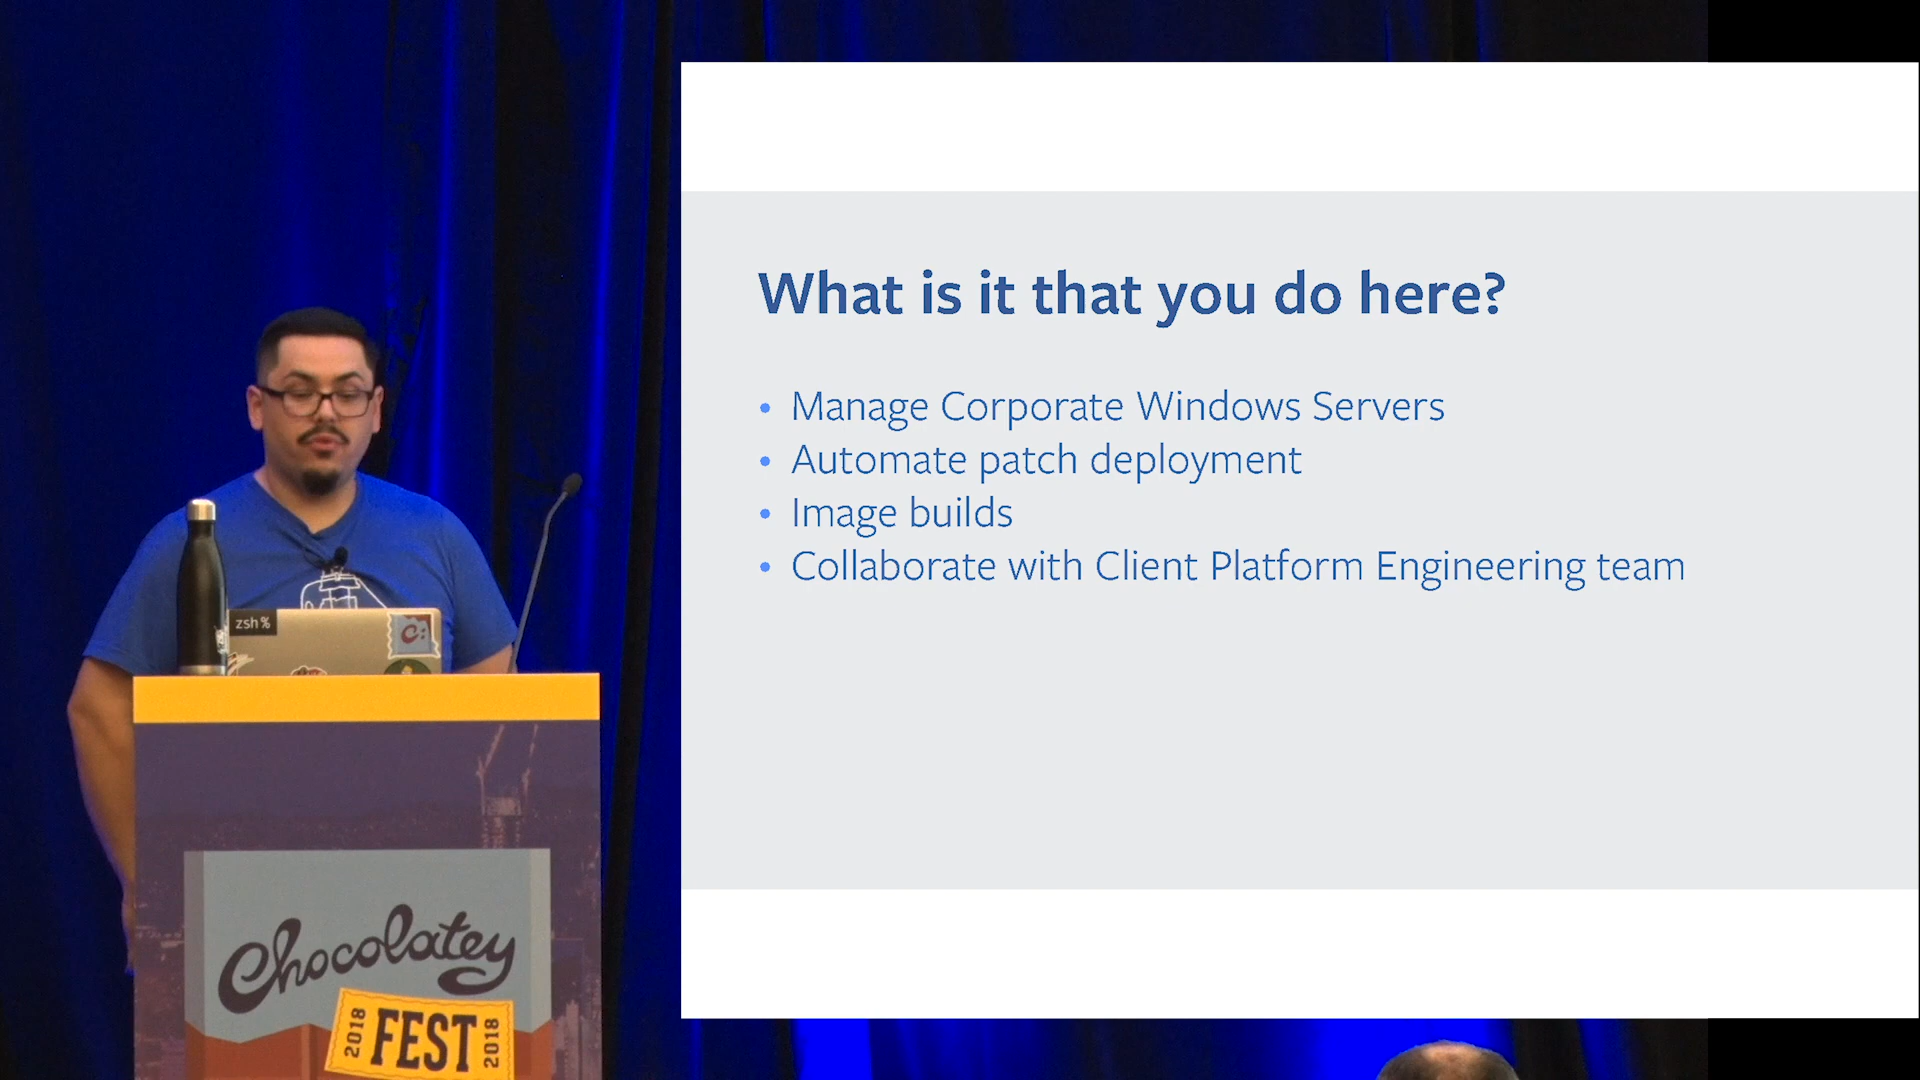 What is it that you do here?
• Manage Corporate Windows Servers
• Automate patch deployment
• Image builds
• Collaborate with Client Platform Engineering team
zsh%
C:
Chocolatey
2018 FEST 2018